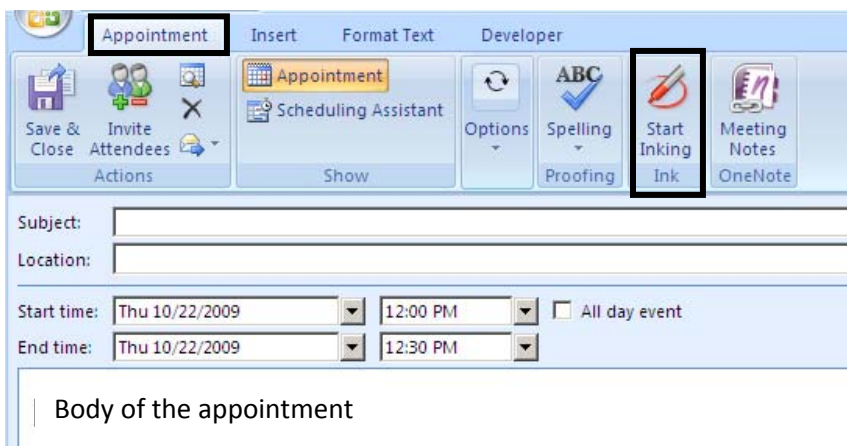 Appointment Insert Format Text Developer
Save & Close
Invite Attendees
Actions
Appointment
Scheduling Assistant
Show
Options
ABC
Spelling
Proofing
Start Inking
Ink
Meeting Notes
OneNote
Subject:
Location:
Start time: Thu 10/22/2009 12:00 PM All day event
End time: Thu 10/22/2009 12:30 PM
Body of the appointment